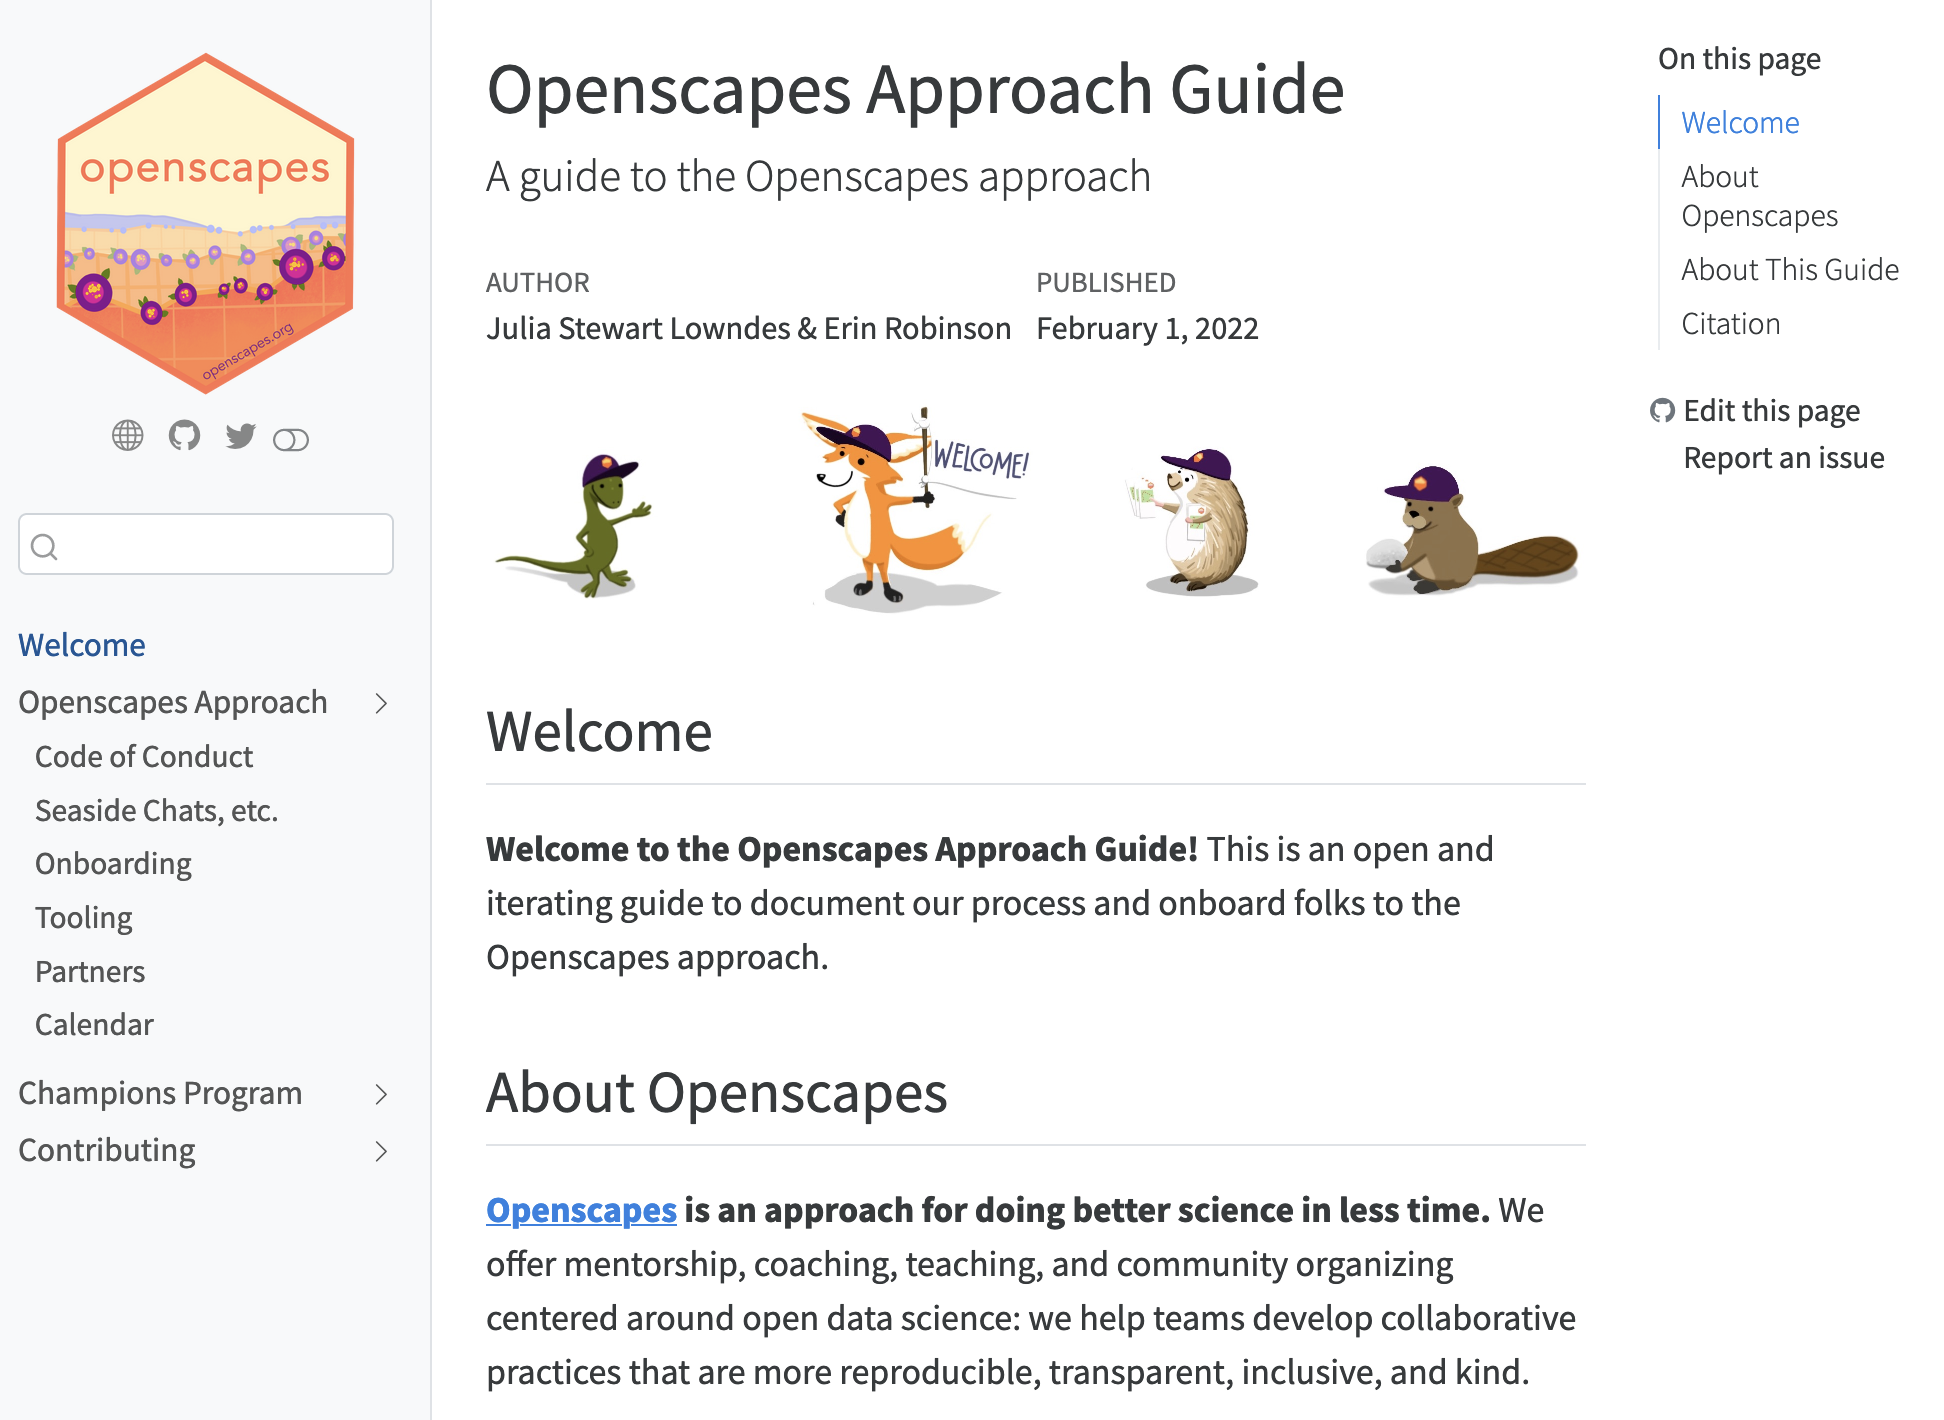 openscapes
openscapes.org
Welcome
Openscapes Approach
Code of Conduct
Seaside Chats, etc.
Onboarding
Tooling
Partners
Calendar
Champions Program
Contributing
Openscapes Approach Guide
A guide to the Openscapes approach
AUTHOR
Julia Stewart Lowndes & Erin Robinson
PUBLISHED
February 1, 2022
WELCOME!
Welcome
Welcome to the Openscapes Approach Guide! This is an open and
iterating guide to document our process and onboard folks to the
Openscapes approach.
About Openscapes
Openscapes is an approach for doing better science in less time. We
offer mentorship, coaching, teaching, and community organizing
centered around open data science: we help teams develop collaborative
practices that are more reproducible, transparent, inclusive, and kind.
On this page
Welcome
About
Openscapes
About This Guide
Citation
Edit this page
Report an issue